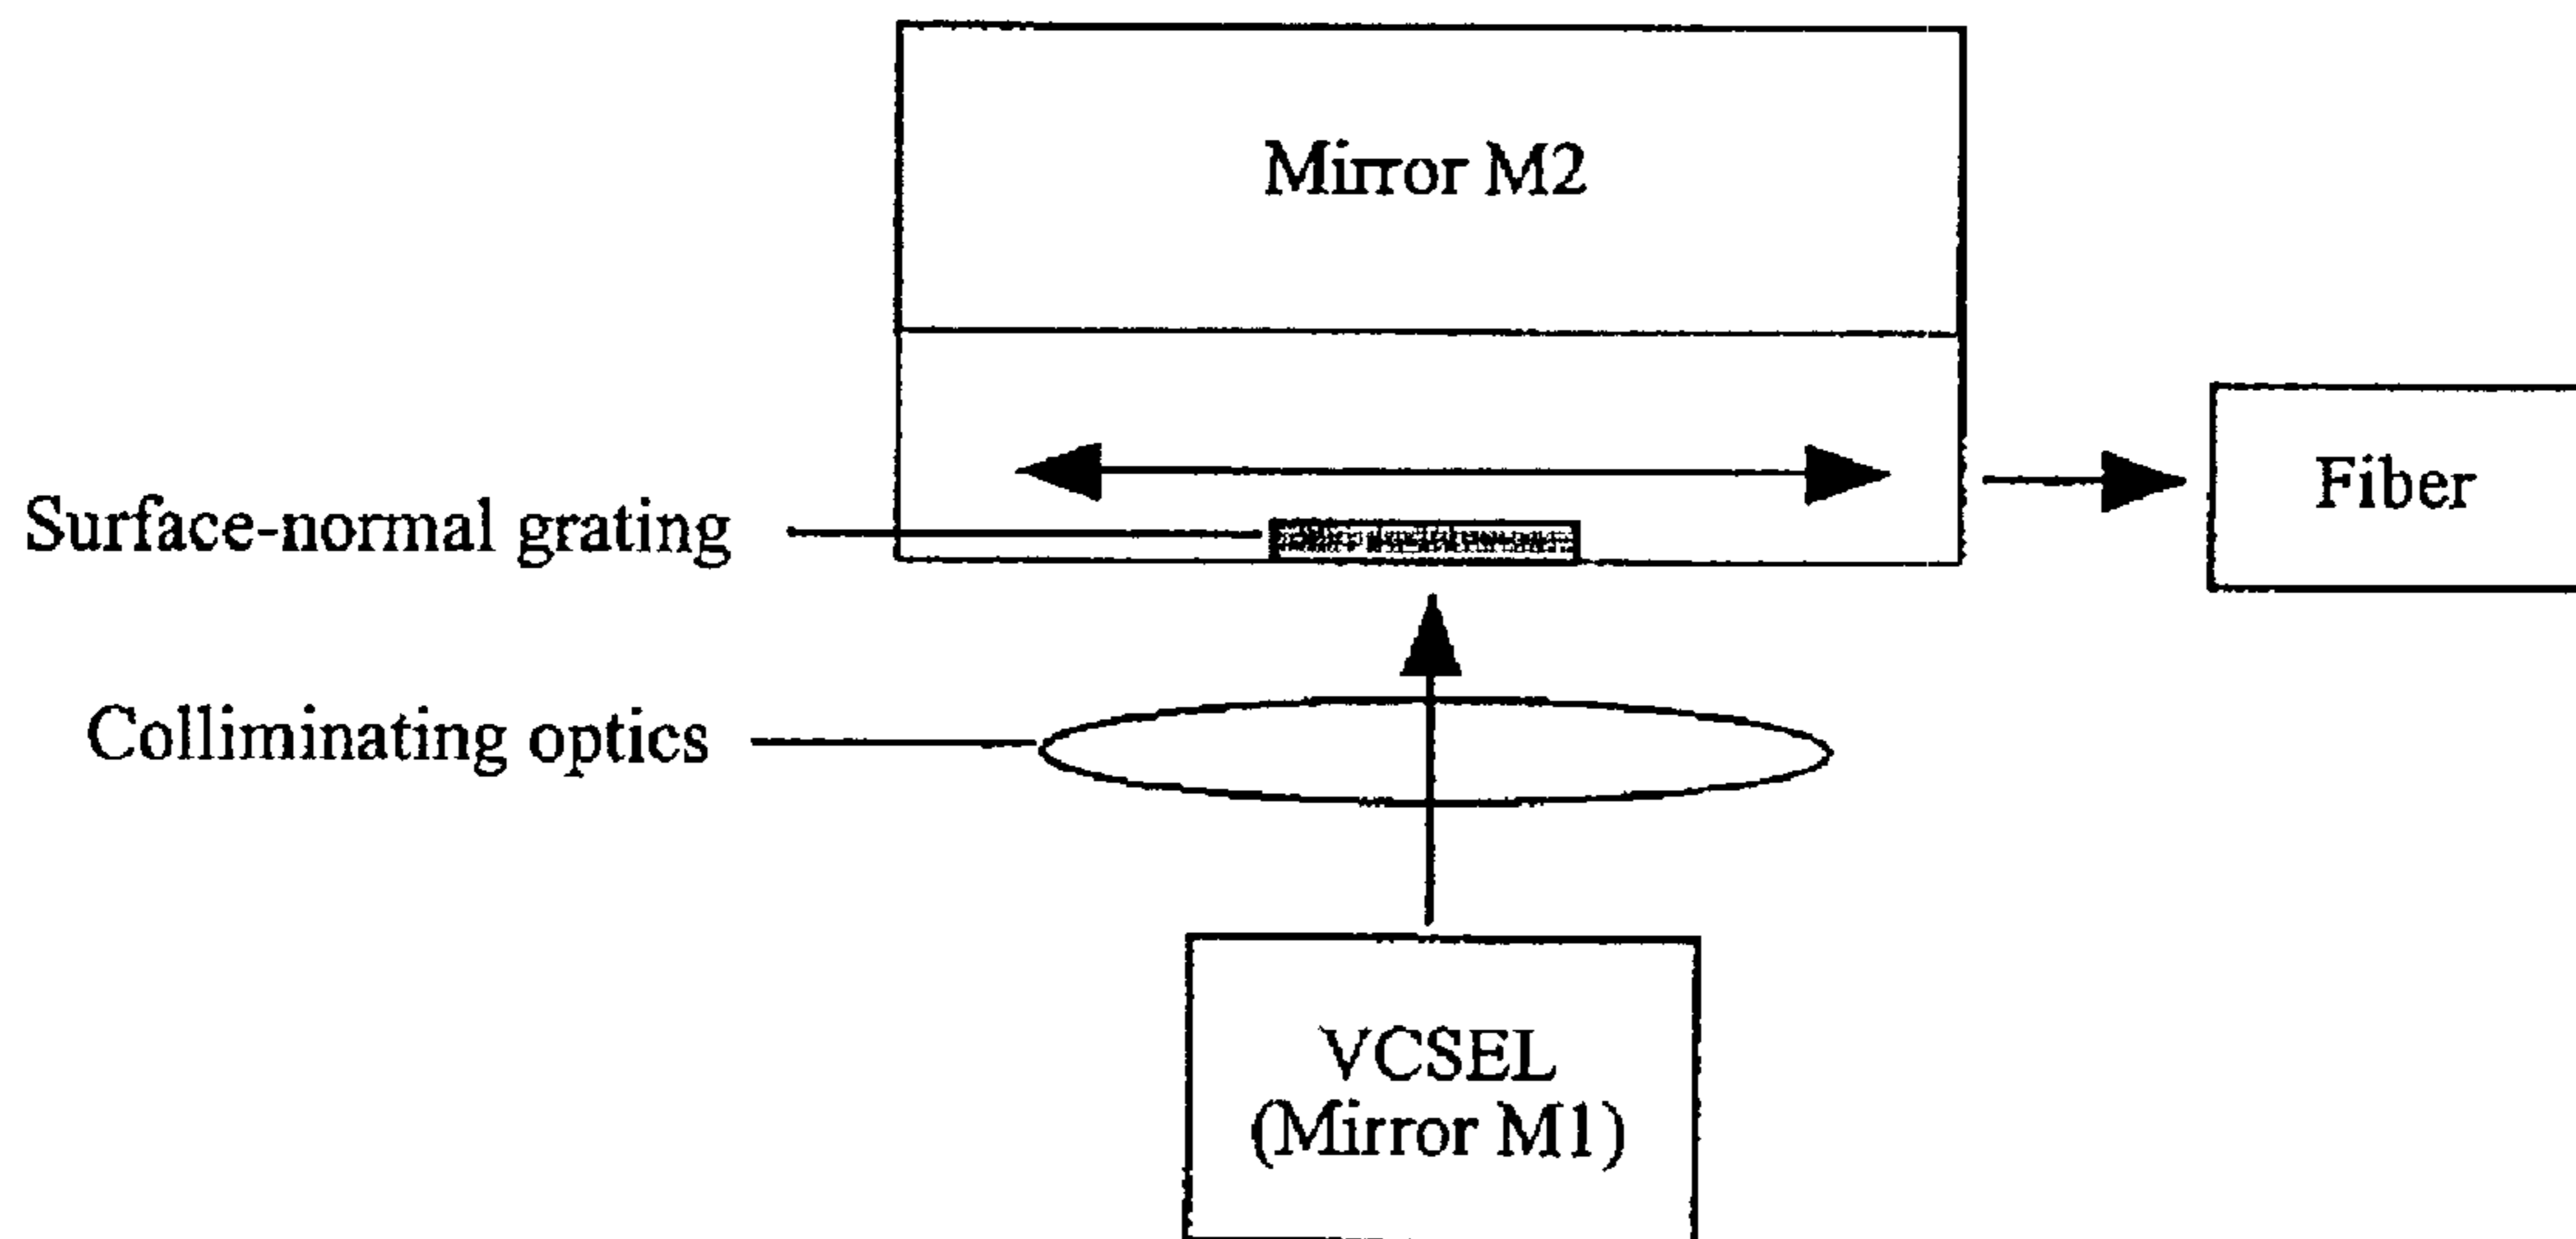 Mirror M2
Fiber
Surface-normal grating
Colliminating optics
VCSEL
(Mirror M1)